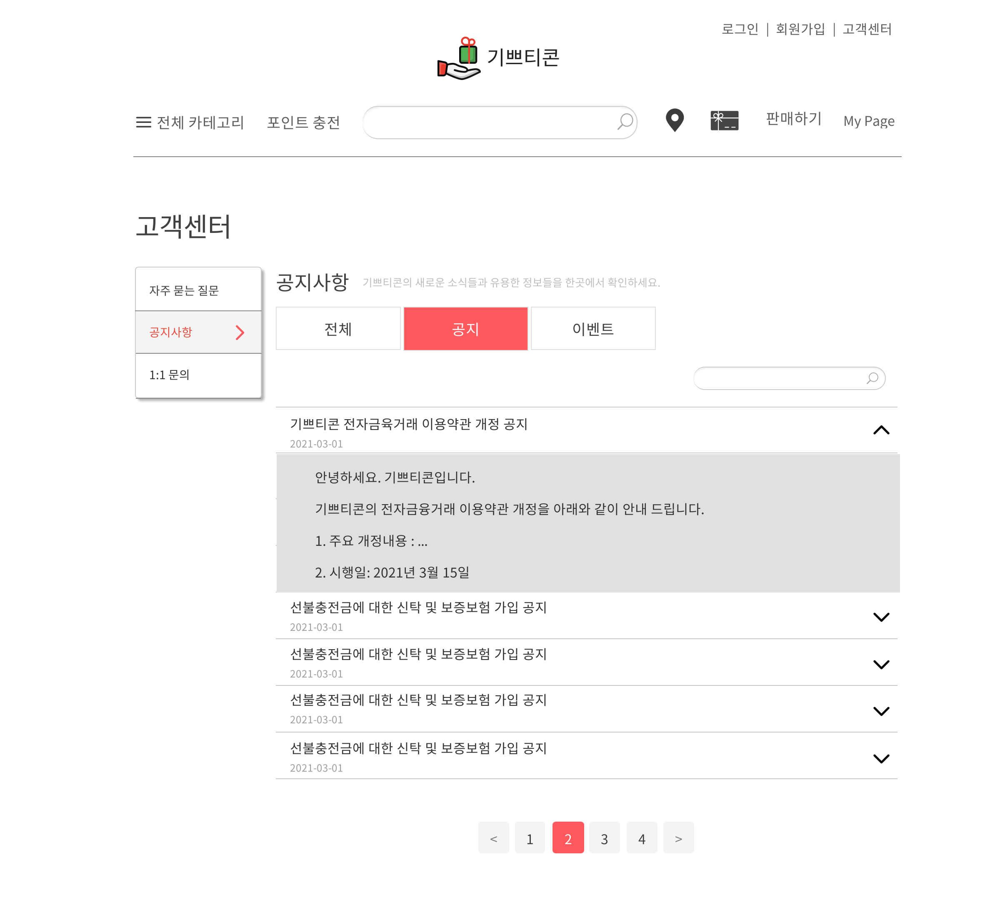 로그인 | 회원가입 | 고객센터
기쁘티콘
전체 카테고리 포인트 충전 판매하기 My Page
고객센터
자주 묻는 질문
공지사항
1:1 문의
공지사항 기쁘티콘의 새로운 소식들과 유용한 정보들을 한곳에서 확인하세요.
전체 공지 이벤트
기쁘티콘 전자금육거래 이용약관 개정 공지
2021-03-01
안녕하세요. 기쁘티콘입니다.
기쁘티콘의 전자금융거래 이용약관 개정을 아래와 같이 안내 드립니다.
1. 주요 개정내용 : ...
2. 시행일: 2021년 3월 15일
선불충전금에 대한 신탁 및 보증보험 가입 공지
2021-03-01
선불충전금에 대한 신탁 및 보증보험 가입 공지
2021-03-01
선불충전금에 대한 신탁 및 보증보험 가입 공지
2021-03-01
선불충전금에 대한 신탁 및 보증보험 가입 공지
2021-03-01
< 1 2 3 4 >